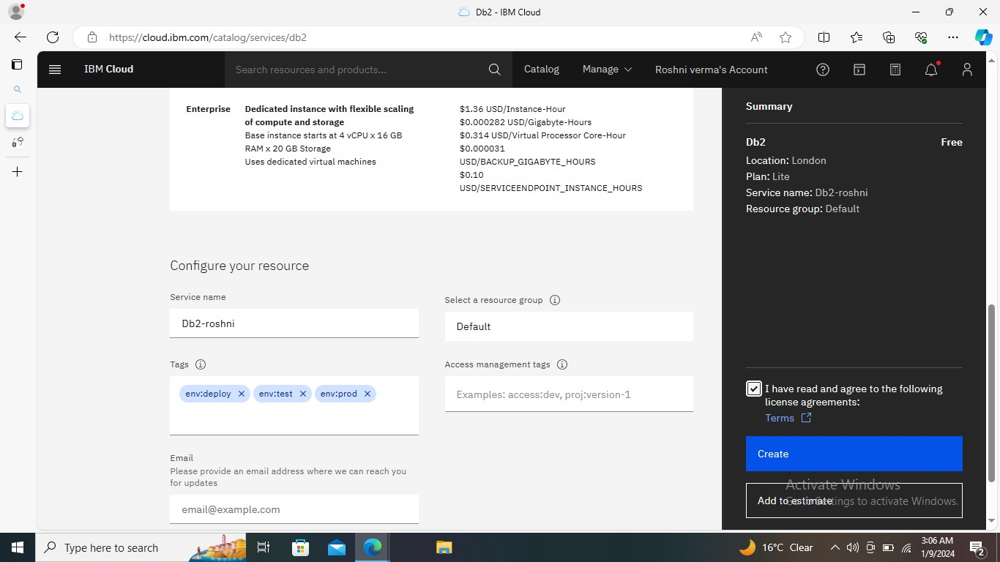 Db2 - IBM Cloud
https://cloud.ibm.com/catalog/services/db2
IBM Cloud
Search resources and products...
Catalog
Manage
Roshni verma's Account
Enterprise
Dedicated instance with flexible scaling
of compute and storage
Base instance starts at 4 vCPU x 16 GB
RAM x 20 GB Storage
Uses dedicated virtual machines
$1.36 USD/Instance-Hour
$0.000282 USD/Gigabyte-Hours
$0.314 USD/Virtual Processor Core-Hour
$0.000031
USD/BACKUP_GIGABYTE_HOURS
$0.10
USD/SERVICEENDPOINT_INSTANCE_HOURS
Configure your resource
Service name
Db2-roshni
Select a resource group
Default
Tags
env:deploy
env:test
env:prod
Access management tags
Examples: access:dev, proj:version-1
Email
Please provide an email address where we can reach you
for updates
email@example.com
Summary
Db2 Free
Location: London
Plan: Lite
Service name: Db2-roshni
Resource group: Default
I have read and agree to the following
license agreements:
Terms
Create
Activate Windows
Add to estimate
Go to Settings to activate Windows.
Type here to search
16°C Clear
3:06 AM
1/9/2024
2